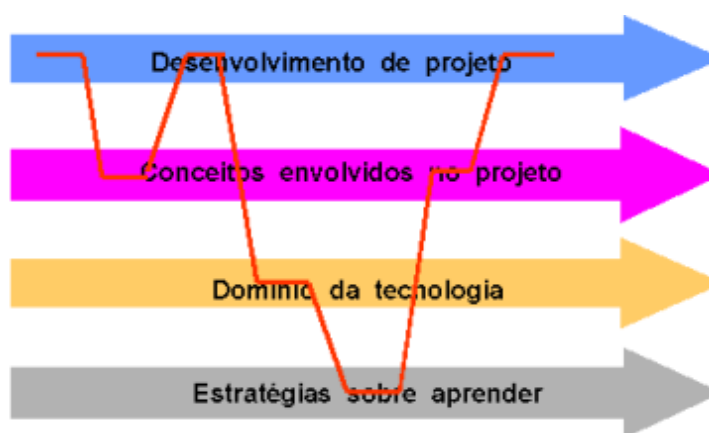 Desenvolvimento de projeto
Conceitos envolvidos no projeto
Domínio da tecnologia
Estratégias sobre aprender